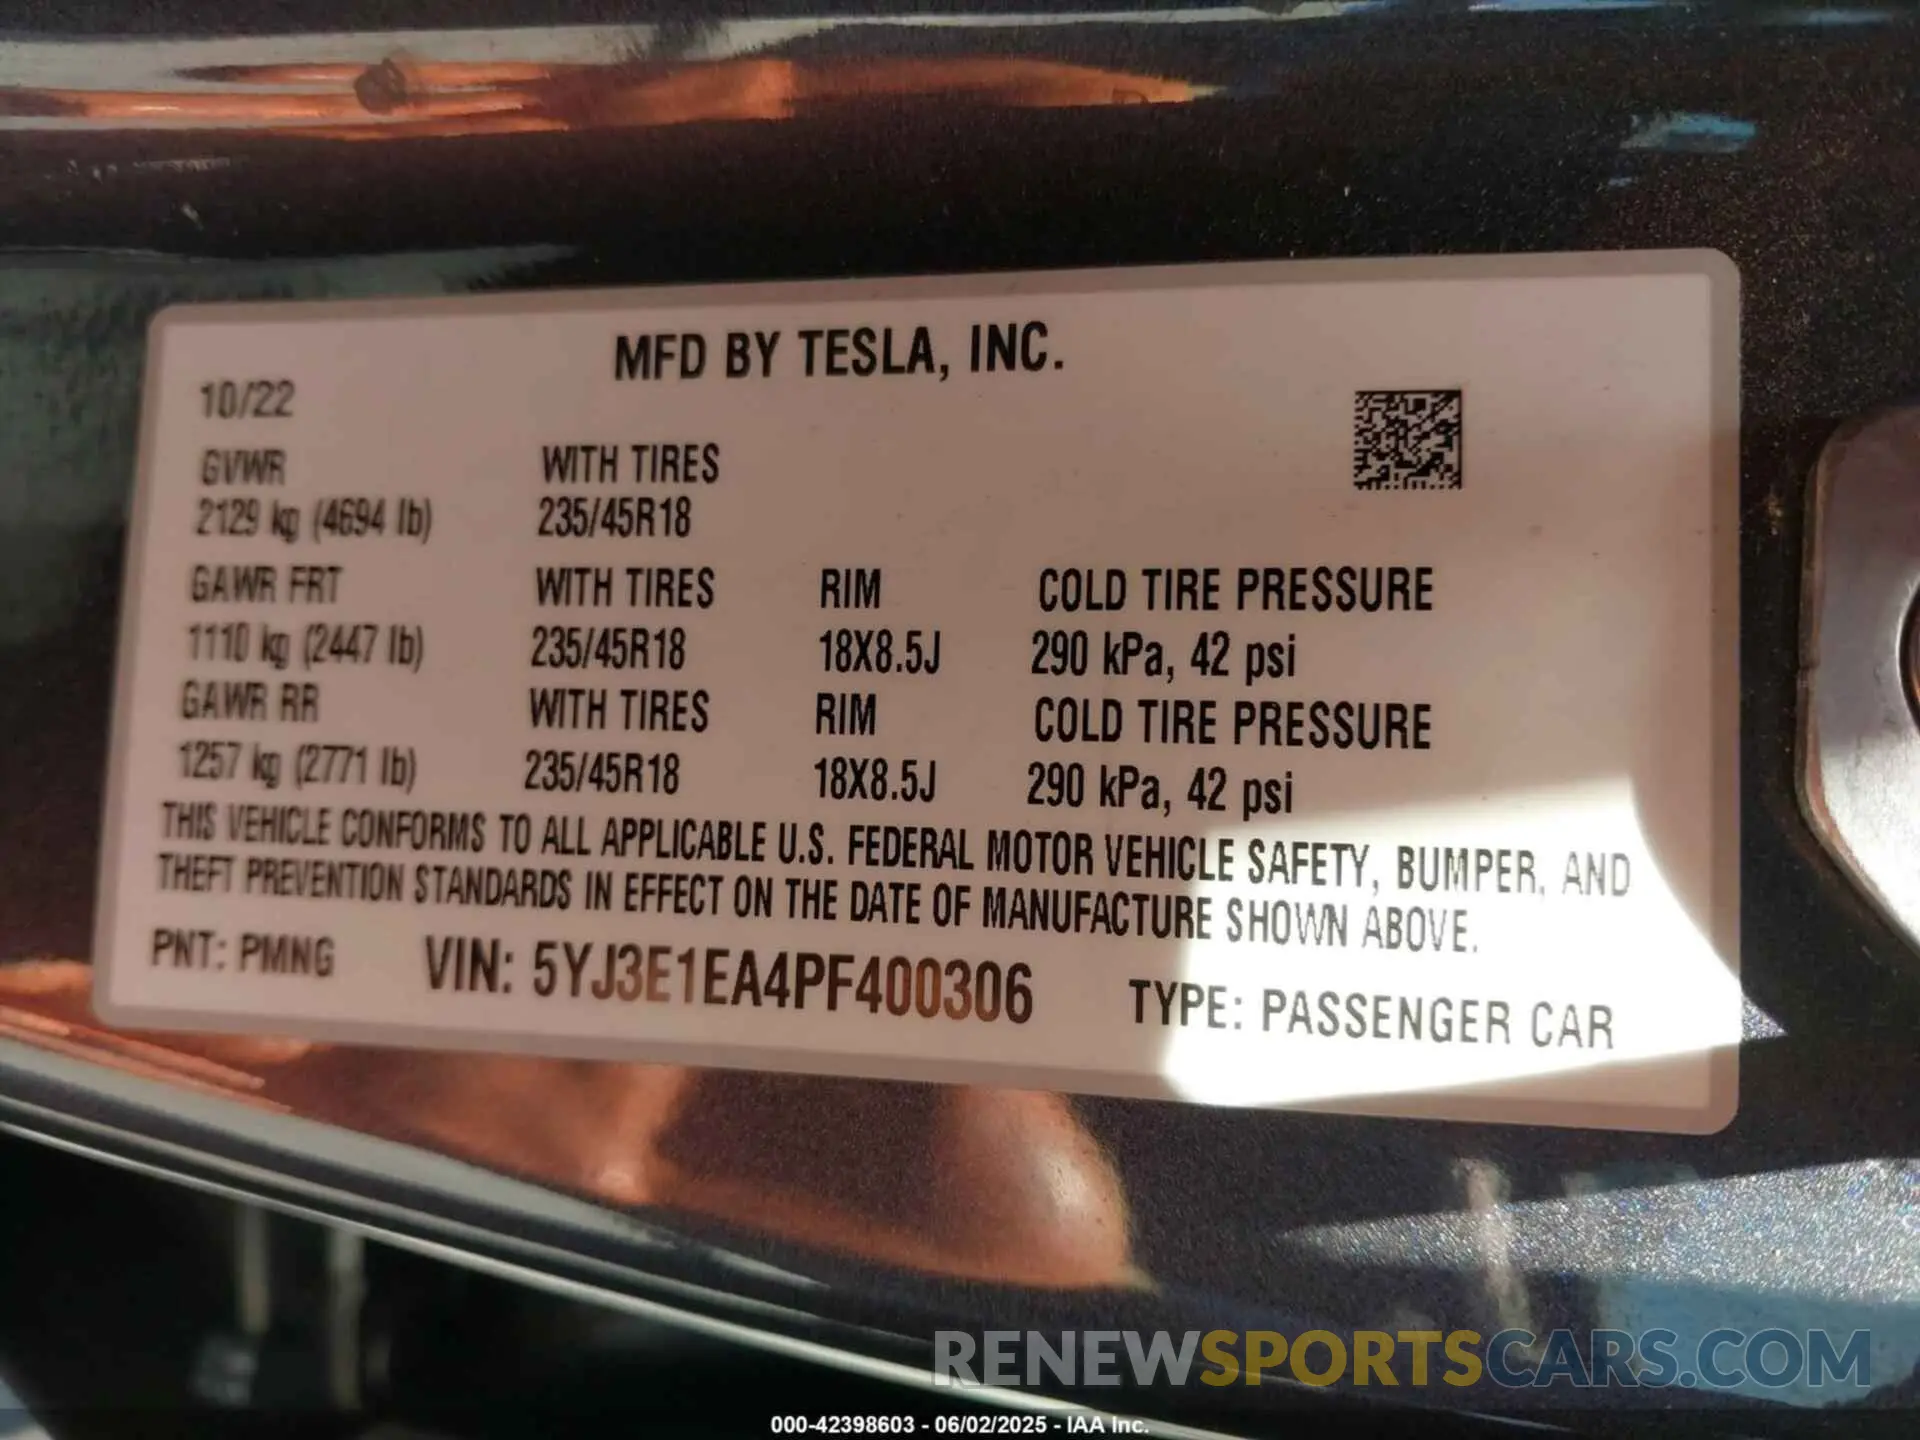 MFD BY TESLA, INC.
10/22
GVWR WITH TIRES
2129 kg (4694 lb) 235/45R18
GAWR FRT WITH TIRES RIM COLD TIRE PRESSURE
1110 kg (2447 lb) 235/45R18 18X8.5J 290 kPa, 42 psi
GAWR RR WITH TIRES RIM COLD TIRE PRESSURE
1257 kg (2771 lb) 235/45R18 18X8.5J 290 kPa, 42 psi
THIS VEHICLE CONFORMS TO ALL APPLICABLE U.S. FEDERAL MOTOR VEHICLE SAFETY, BUMPER, AND
THEFT PREVENTION STANDARDS IN EFFECT ON THE DATE OF MANUFACTURE SHOWN ABOVE.
PNT: PMNG VIN: 5YJ3E1EA4PF400306 TYPE: PASSENGER CAR
RENEWSPORTSCARS.COM
000-42398603 - 06/02/2025 - IAA Inc.